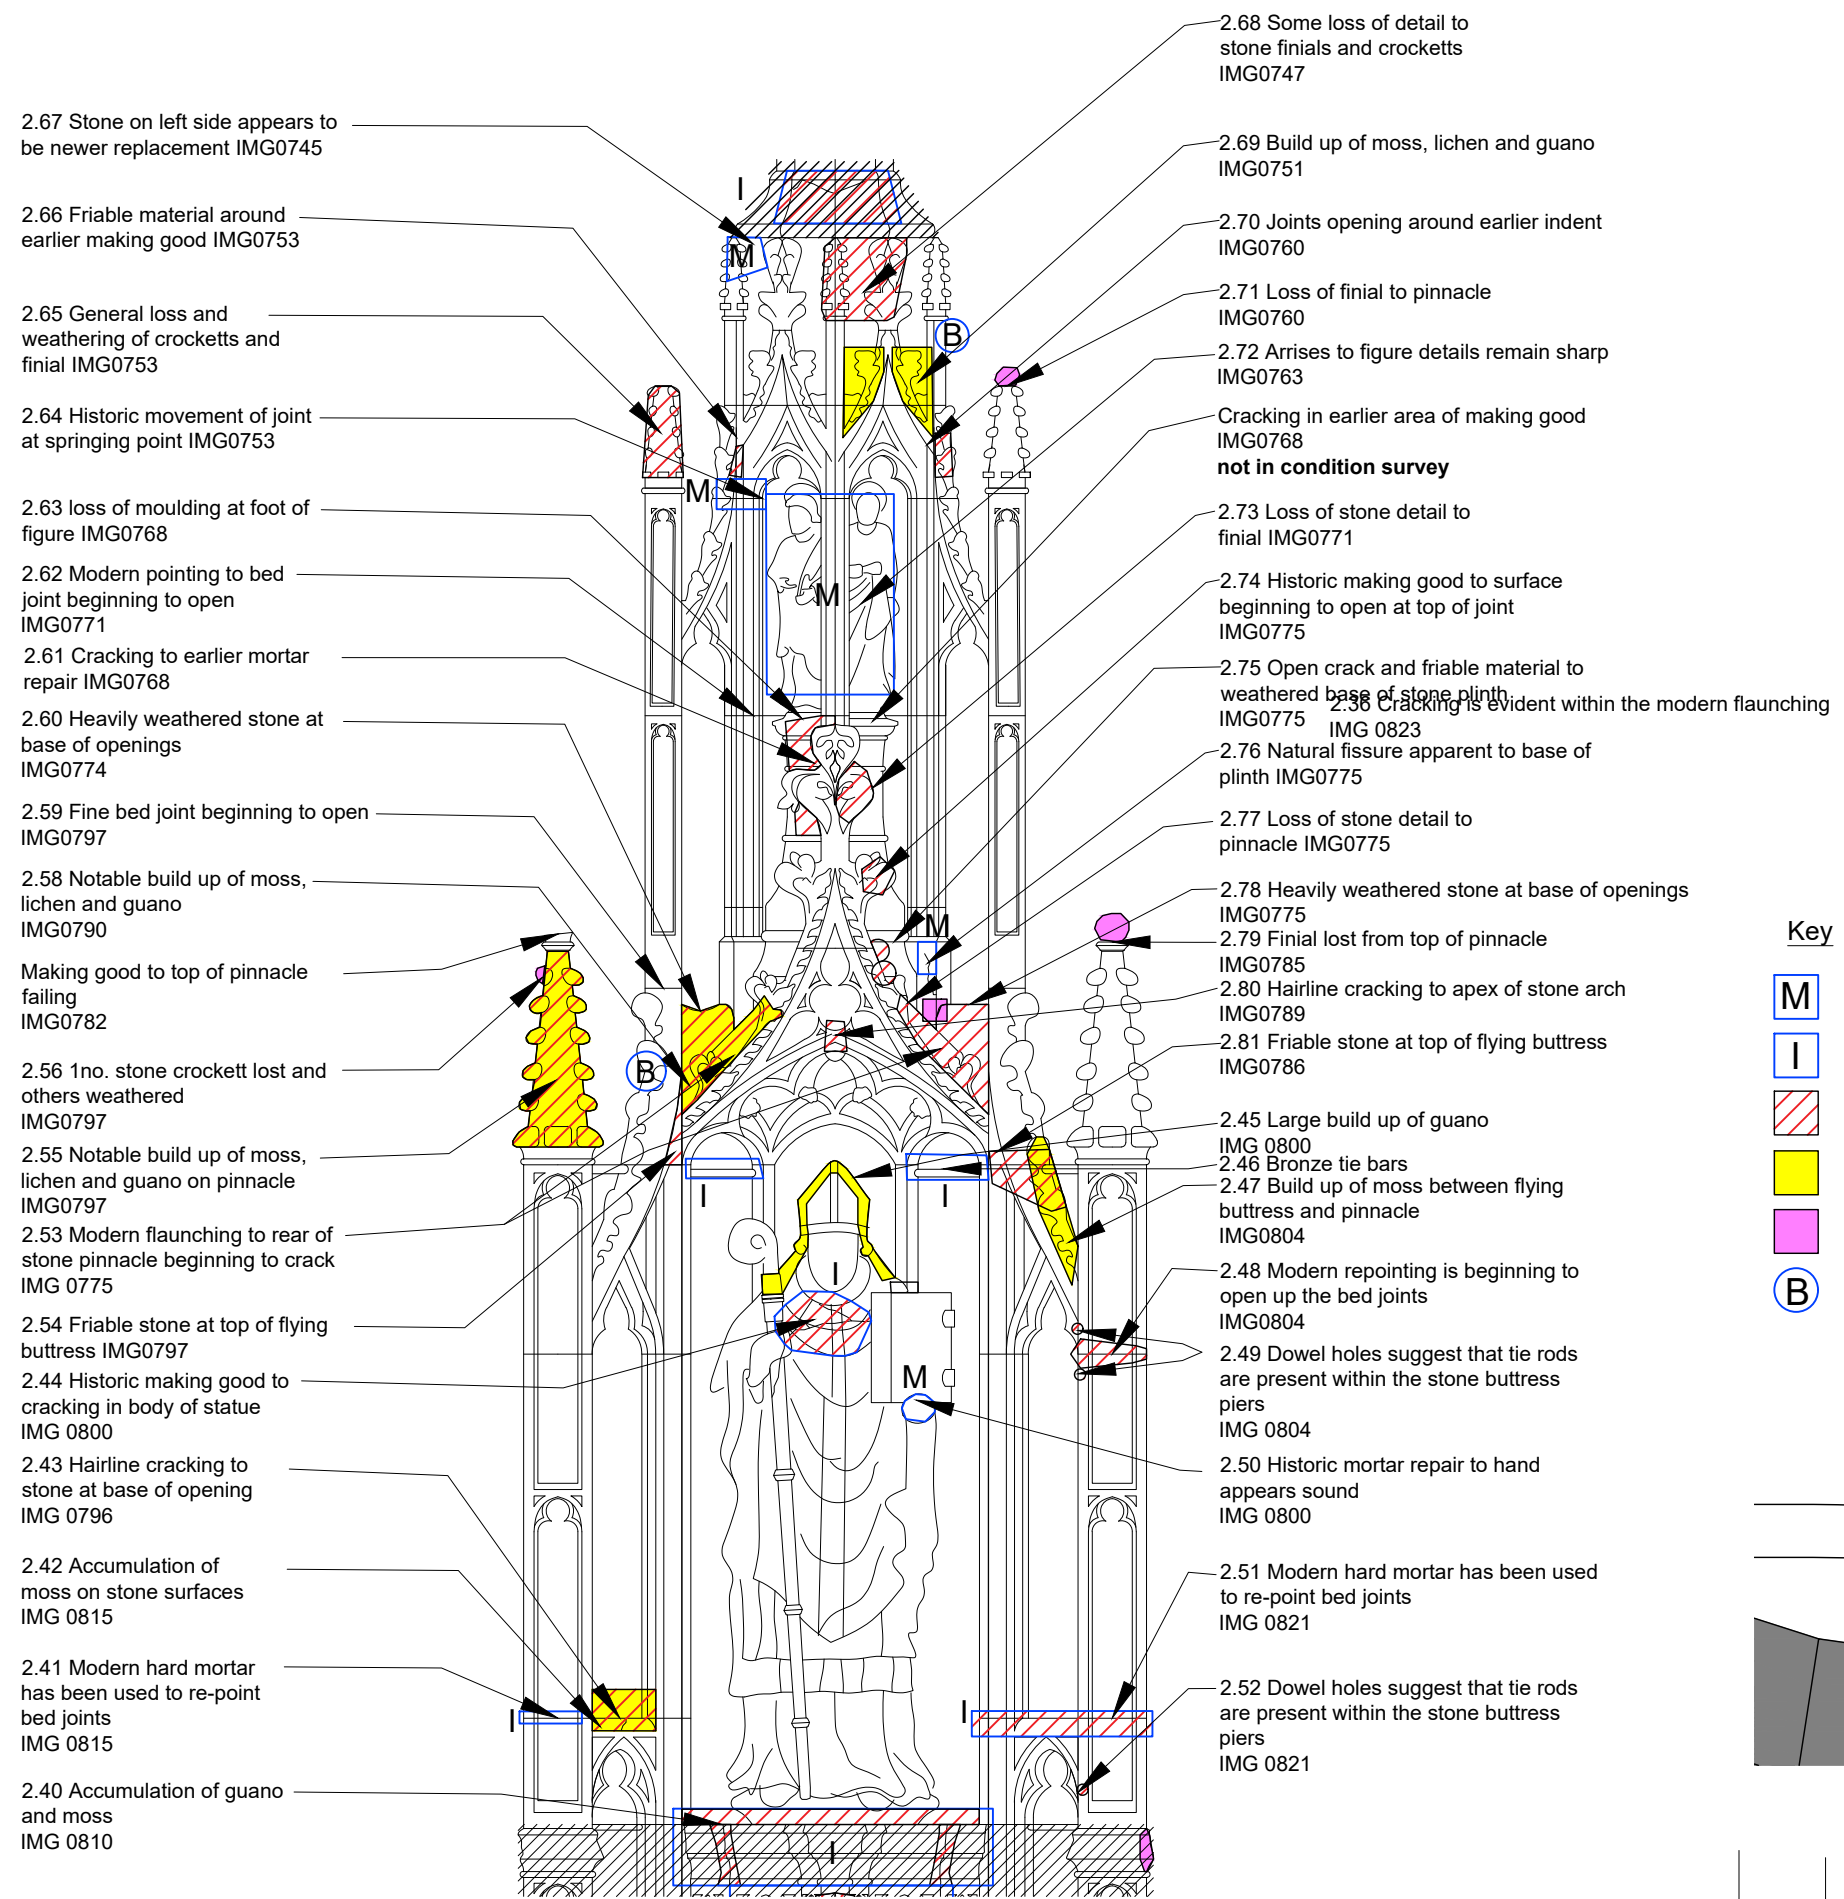 2.67 Stone on left side appears to
be newer replacement IMG0745
2.66 Friable material around
earlier making good IMG0753
2.65 General loss and
weathering of crocketts and
finial IMG0753
2.64 Historic movement of joint
at springing point IMG0753
2.63 loss of moulding at foot of
figure IMG0768
2.62 Modern pointing to bed
joint beginning to open
IMG0771
2.61 Cracking to earlier mortar
repair IMG0768
2.60 Heavily weathered stone at
base of openings
IMG0774
2.59 Fine bed joint beginning to open
IMG0797
2.58 Notable build up of moss,
lichen and guano
IMG0790
Making good to top of pinnacle
failing
IMG0782
2.56 1no. stone crockett lost and
others weathered
IMG0797
2.55 Notable build up of moss,
lichen and guano on pinnacle
IMG0797
2.53 Modern flaunching to rear of
stone pinnacle beginning to crack
IMG 0775
2.54 Friable stone at top of flying
buttress IMG0797
2.44 Historic making good to
cracking in body of statue
IMG 0800
2.43 Hairline cracking to
stone at base of opening
IMG 0796
2.42 Accumulation of
moss on stone surfaces
IMG 0815
2.41 Modern hard mortar
has been used to re-point
bed joints
IMG 0815
2.40 Accumulation of guano
and moss
IMG 0810
I
M
B
M
M
M
B
I
I
I
M
I
I
I
2.68 Some loss of detail to
stone finials and crocketts
IMG0747
2.69 Build up of moss, lichen and guano
IMG0751
2.70 Joints opening around earlier indent
IMG0760
2.71 Loss of finial to pinnacle
IMG0760
2.72 Arrises to figure details remain sharp
IMG0763
Cracking in earlier area of making good
IMG0768
not in condition survey
2.73 Loss of stone detail to
finial IMG0771
2.74 Historic making good to surface
beginning to open at top of joint
IMG0775
2.75 Open crack and friable material to
weathered base of stone plinth
IMG0775
2.36 Cracking is evident within the modern flaunching
IMG 0823
2.76 Natural fissure apparent to base of
plinth IMG0775
2.77 Loss of stone detail to
pinnacle IMG0775
2.78 Heavily weathered stone at base of openings
IMG0775
2.79 Finial lost from top of pinnacle
IMG0785
2.80 Hairline cracking to apex of stone arch
IMG0789
2.81 Friable stone at top of flying buttress
IMG0786
2.45 Large build up of guano
IMG 0800
2.46 Bronze tie bars
2.47 Build up of moss between flying
buttress and pinnacle
IMG0804
2.48 Modern repointing is beginning to
open up the bed joints
IMG0804
2.49 Dowel holes suggest that tie rods
are present within the stone buttress
piers
IMG 0804
2.50 Historic mortar repair to hand
appears sound
IMG 0800
2.51 Modern hard mortar has been used
to re-point bed joints
IMG 0821
2.52 Dowel holes suggest that tie rods
are present within the stone buttress
piers
IMG 0821
Key
M
I
B